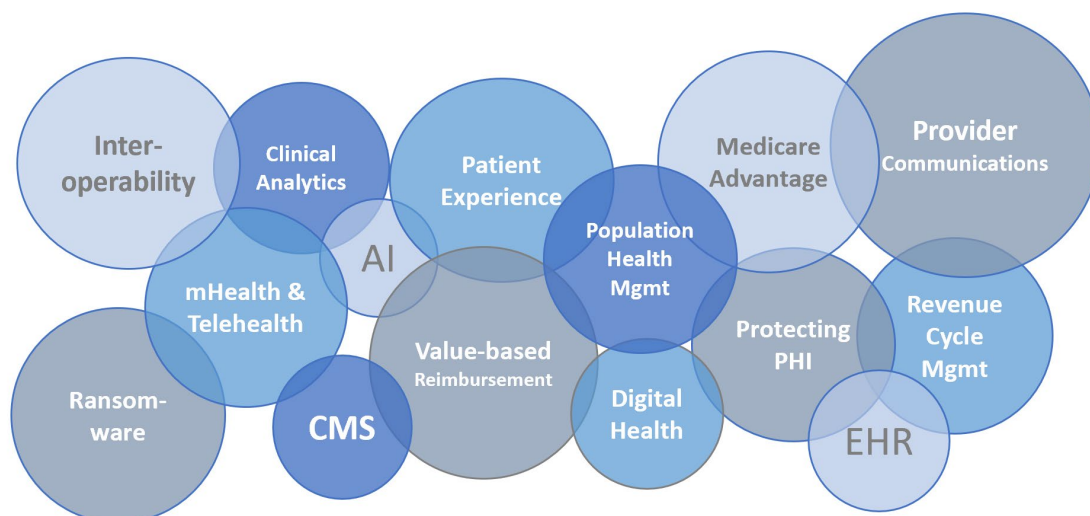 Inter-
operability
Clinical
Analytics
Patient
Experience
Medicare
Advantage
Provider
Communications
AI
Population
Health
Mgmt
mHealth &
Telehealth
Value-based
Reimbursement
Protecting
PHI
Revenue
Cycle
Mgmt
Ransom-
ware
CMS
Digital
Health
EHR